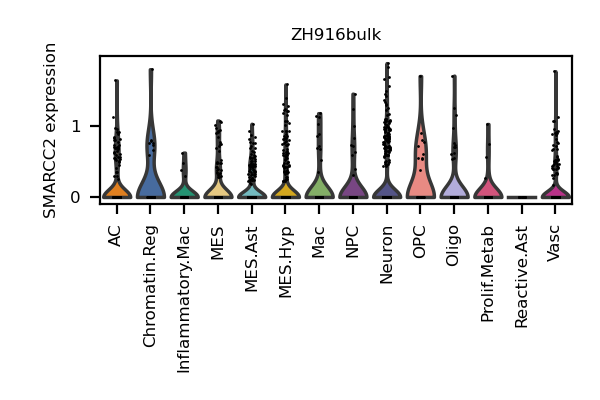 ZH916bulk
SMARCC2 expression
1
0
AC
Chromatin.Reg
Inflammatory.Mac
MES
MES.Ast
MES.Hyp
Mac
NPC
Neuron
OPC
Oligo
Prolif.Metab
Reactive.Ast
Vasc